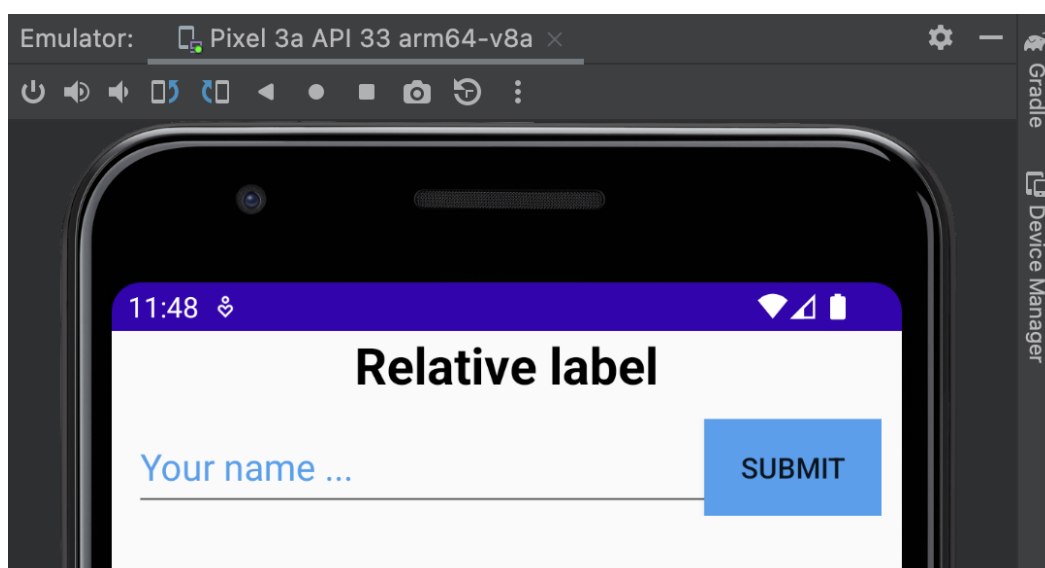 Emulator: Pixel 3a API 33 arm64-v8a
Gradle
Device Manager
11:48
Relative label
Your name ...
SUBMIT